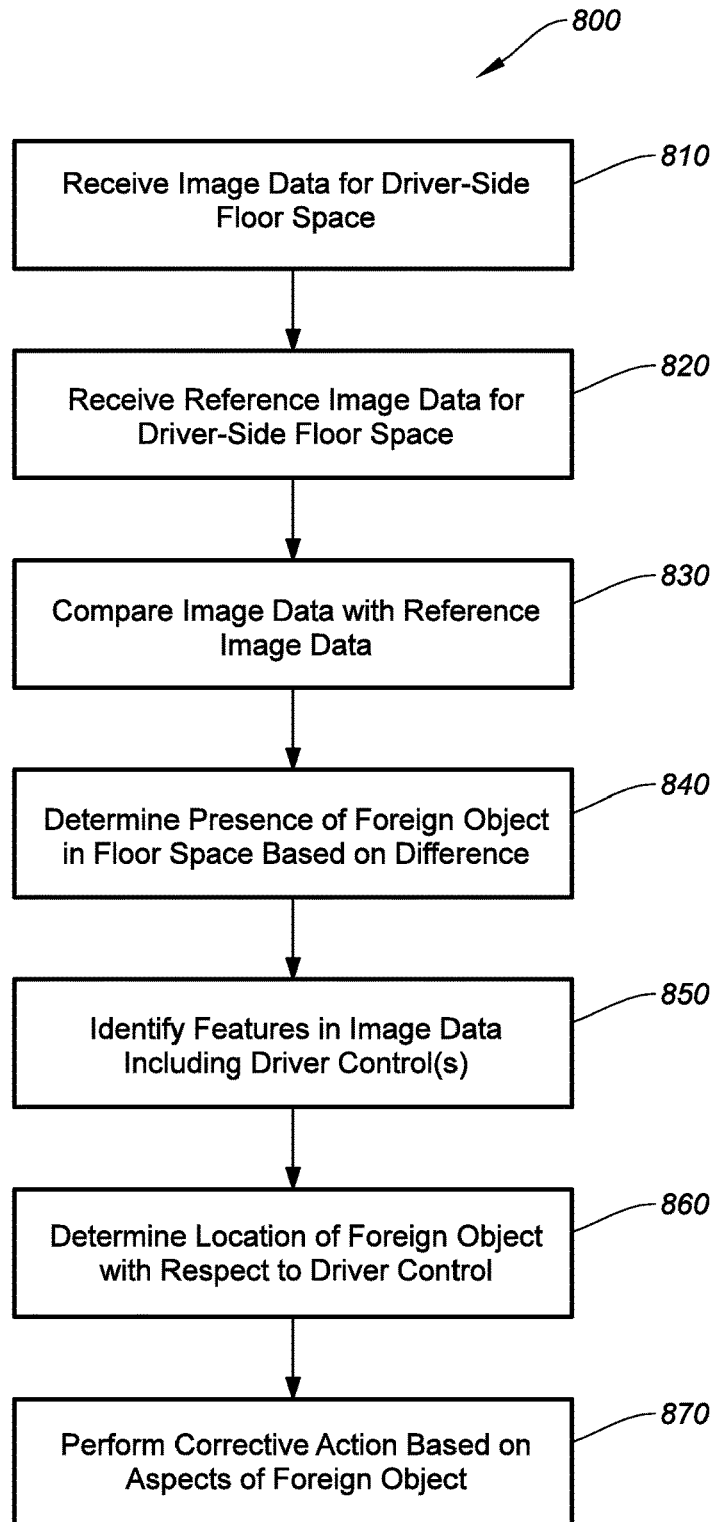 800
810
Receive Image Data for Driver-Side
Floor Space
820
Receive Reference Image Data for
Driver-Side Floor Space
830
Compare Image Data with Reference
Image Data
840
Determine Presence of Foreign Object
in Floor Space Based on Difference
850
Identify Features in Image Data
Including Driver Control(s)
860
Determine Location of Foreign Object
with Respect to Driver Control
870
Perform Corrective Action Based on
Aspects of Foreign Object